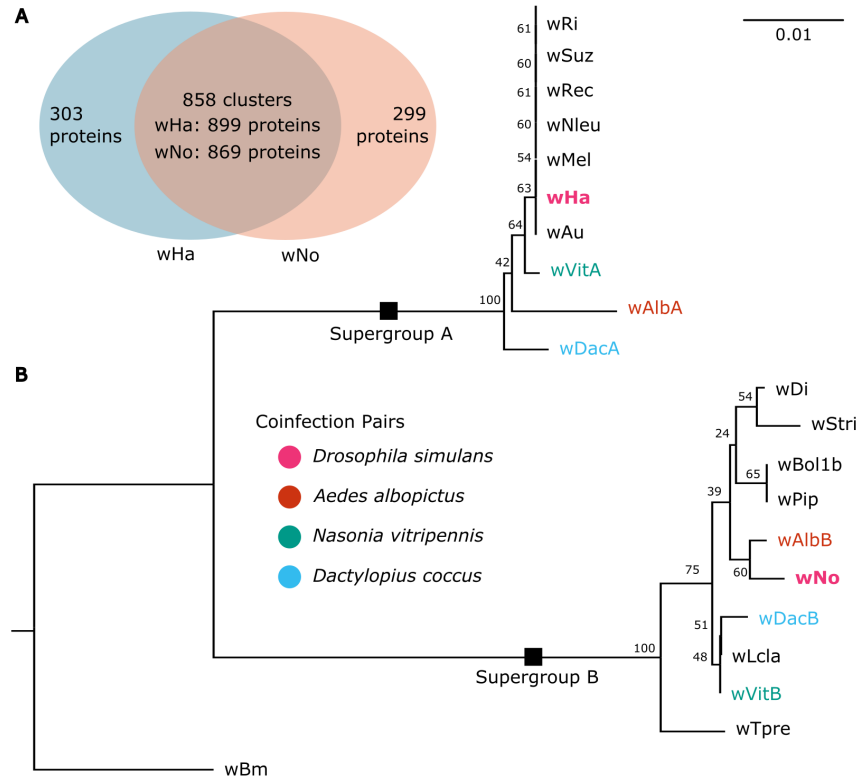 A
303
proteins
858 clusters
wHa: 899 proteins
wNo: 869 proteins
299
proteins
wHa
wNo
0.01
61
wRi
60
wSuz
61
wRec
60
wNleu
54
wMel
63
wHa
64
wAu
42
wVitA
100
wAlbA
Supergroup A
wDacA
B
Coinfection Pairs
Drosophila simulans
Aedes albopictus
Nasonia vitripennis
Dactylopius coccus
54
wDi
wStri
24
65
wBol1b
wPip
39
wAlbB
60
wNo
75
51
wDacB
48
wLcla
100
wVitB
Supergroup B
wTpre
wBm